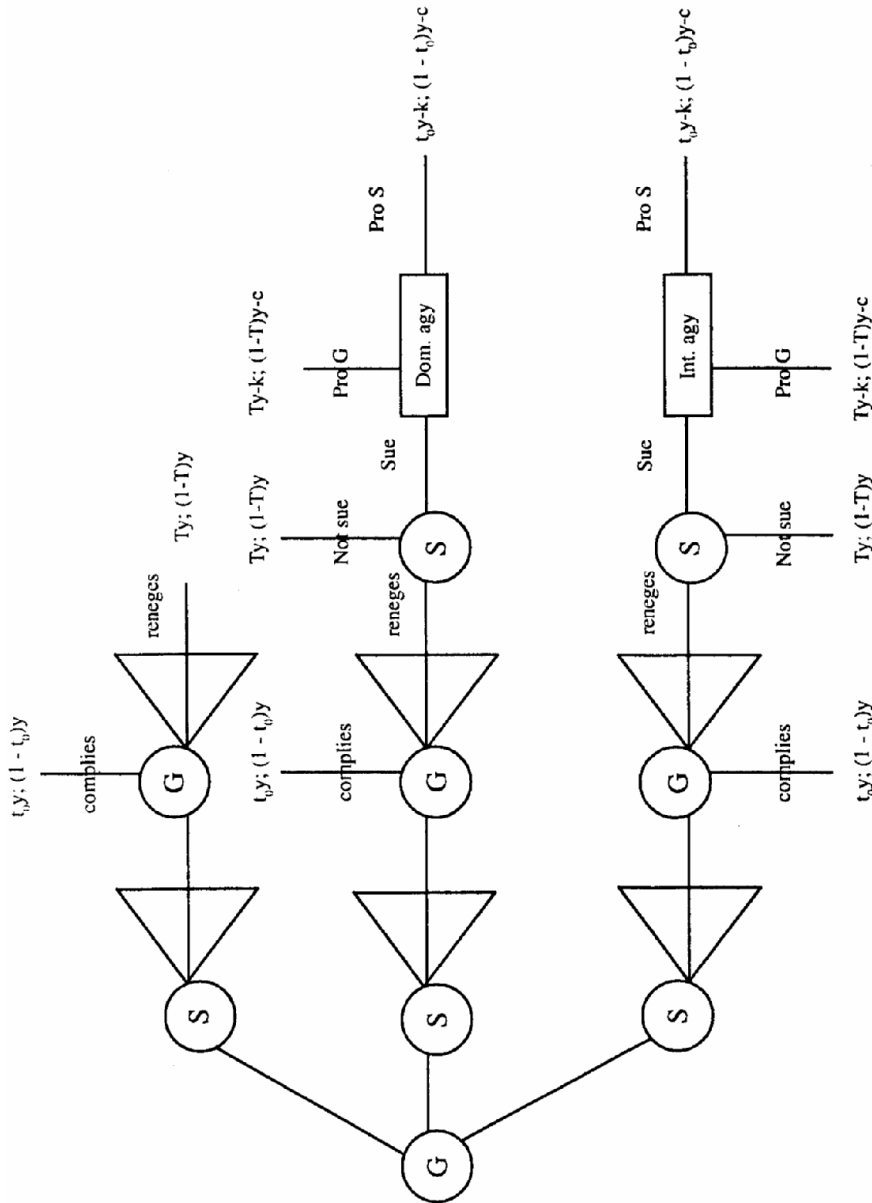 G
S
G
complies
t₀y; (1 - t₀)y
reneges
Ty; (1-T)y
S
G
complies
t₀y; (1 - t₀)y
reneges
S
Not sue
Ty; (1-T)y
Sue
Dom. agy
Pro G
Ty-k; (1-T)y-c
Pro S
t₀y-k; (1 - t₀)y-c
S
G
complies
t₀y; (1 - t₀)y
reneges
S
Not sue
Ty; (1-T)y
Sue
Int. agy
Pro G
Ty-k; (1-T)y-c
Pro S
t₀y-k; (1 - t₀)y-c